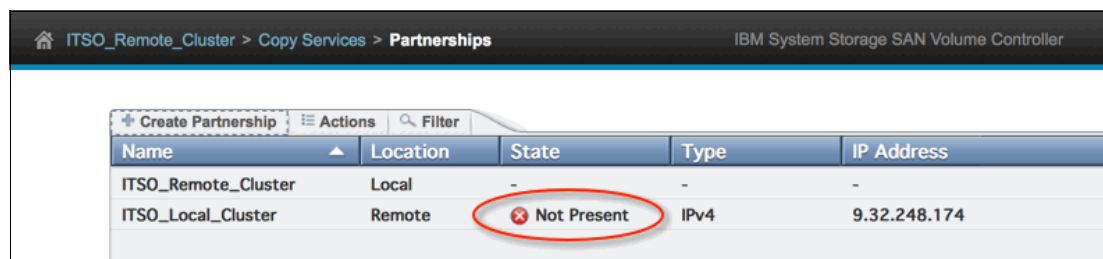 ITSO_Remote_Cluster > Copy Services > Partnerships IBM System Storage SAN Volume Controller
Create Partnership Actions Filter
Name Location State Type IP Address
ITSO_Remote_Cluster Local - - -
ITSO_Local_Cluster Remote Not Present IPv4 9.32.248.174